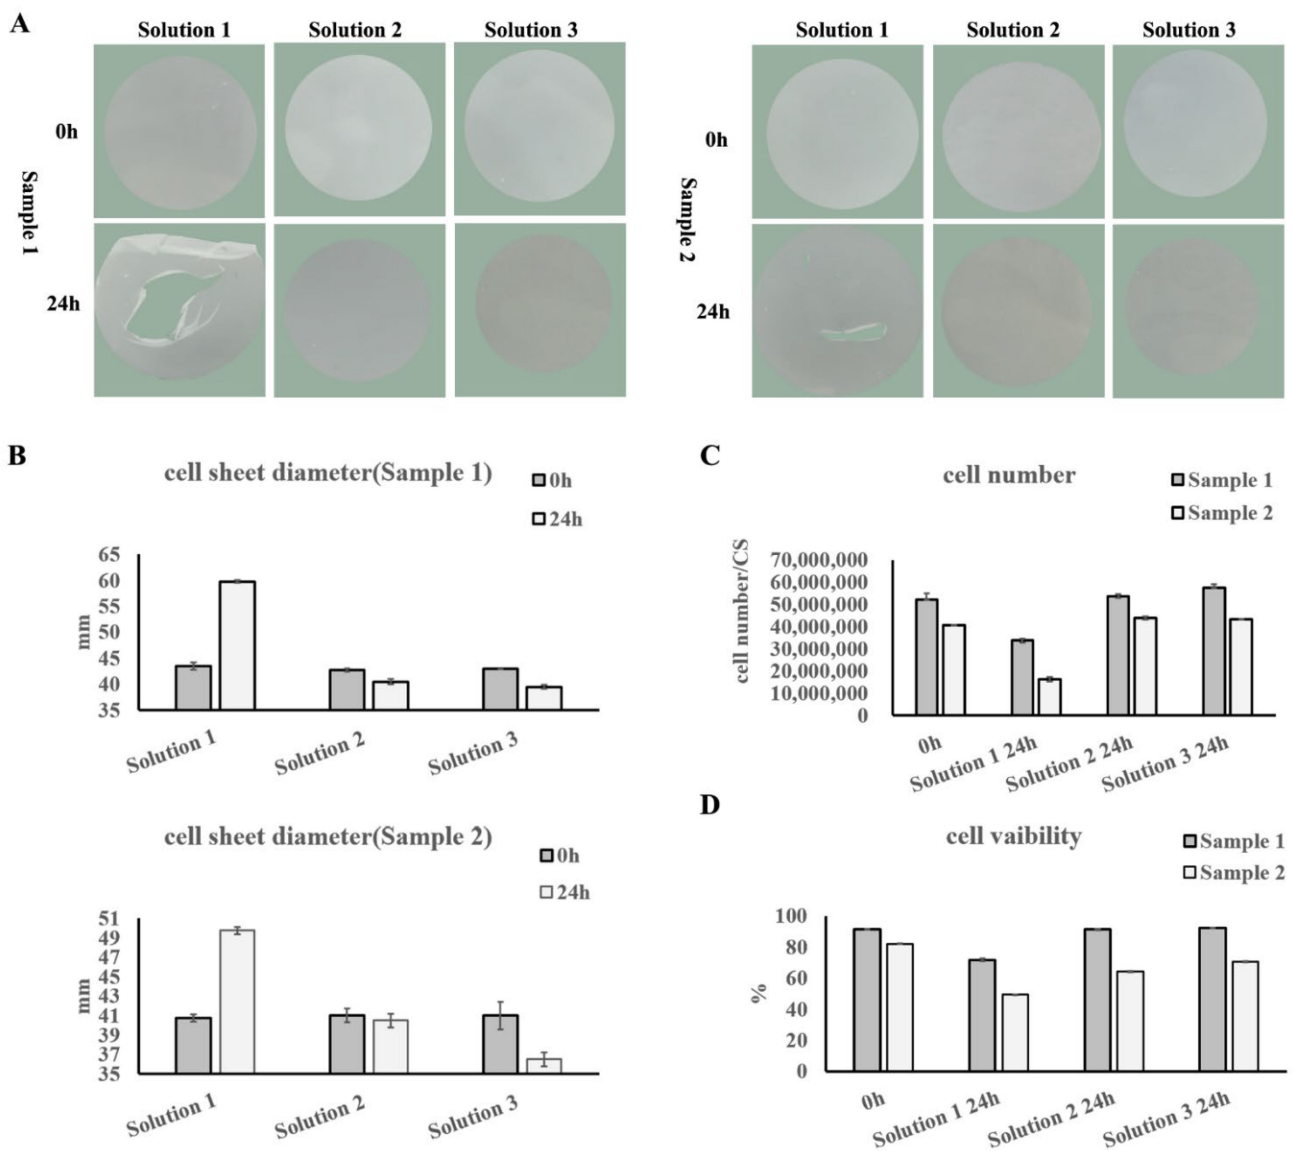 A
Solution 1 Solution 2 Solution 3
Solution 1 Solution 2 Solution 3
0h
0h
Sample 1
Sample 2
24h
24h
B
cell sheet diameter(Sample 1)
0h
24h
65
60
55
50
45
40
35
mm
Solution 1
Solution 2
Solution 3
cell sheet diameter(Sample 2)
0h
24h
51
49
47
45
43
41
39
37
35
mm
Solution 1
Solution 2
Solution 3
C
cell number
Sample 1
Sample 2
cell number/CS
70,000,000
60,000,000
50,000,000
40,000,000
30,000,000
20,000,000
10,000,000
0
0h
Solution 1 24h
Solution 2 24h
Solution 3 24h
D
cell vaibility
Sample 1
Sample 2
100
80
60
40
20
0
%
0h
Solution 1 24h
Solution 2 24h
Solution 3 24h